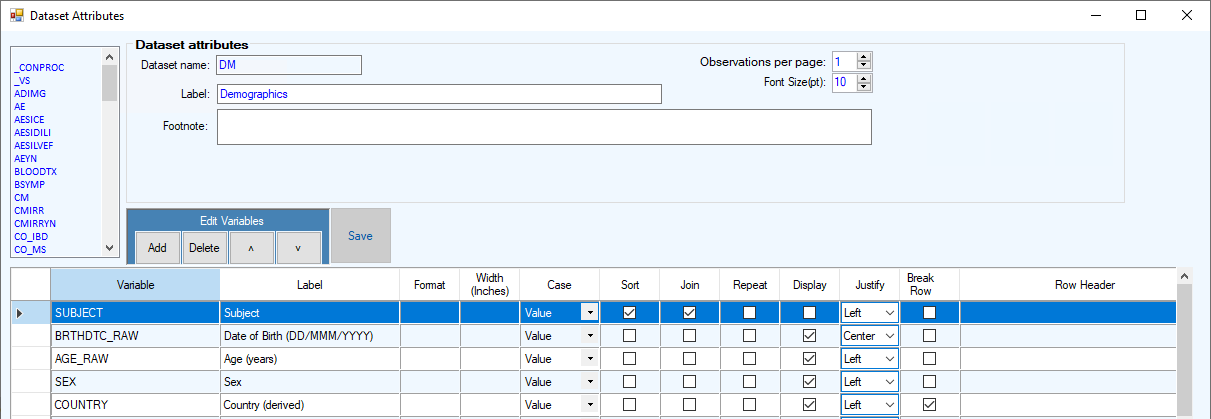 Dataset Attributes
Dataset attributes
Dataset name: DM
Observations per page: 1
Font Size(pt): 10
Label: Demographics
Footnote:
_CONPROC
_VS
ADIMG
AE
AESICE
AESIDILI
AESILVEF
AEYN
BLOODTX
BSYMP
CM
CMIRR
CMIRRYN
CO_IBD
CO_MS
Edit Variables
Add Delete ^ v Save
Variable Label Format Width (Inches) Case Sort Join Repeat Display Justify Break Row Row Header
SUBJECT Subject Value Left
BRTHDTC_RAW Date of Birth (DD/MMM/YYYY) Value Center
AGE_RAW Age (years) Value Left
SEX Sex Value Left
COUNTRY Country (derived) Value Left